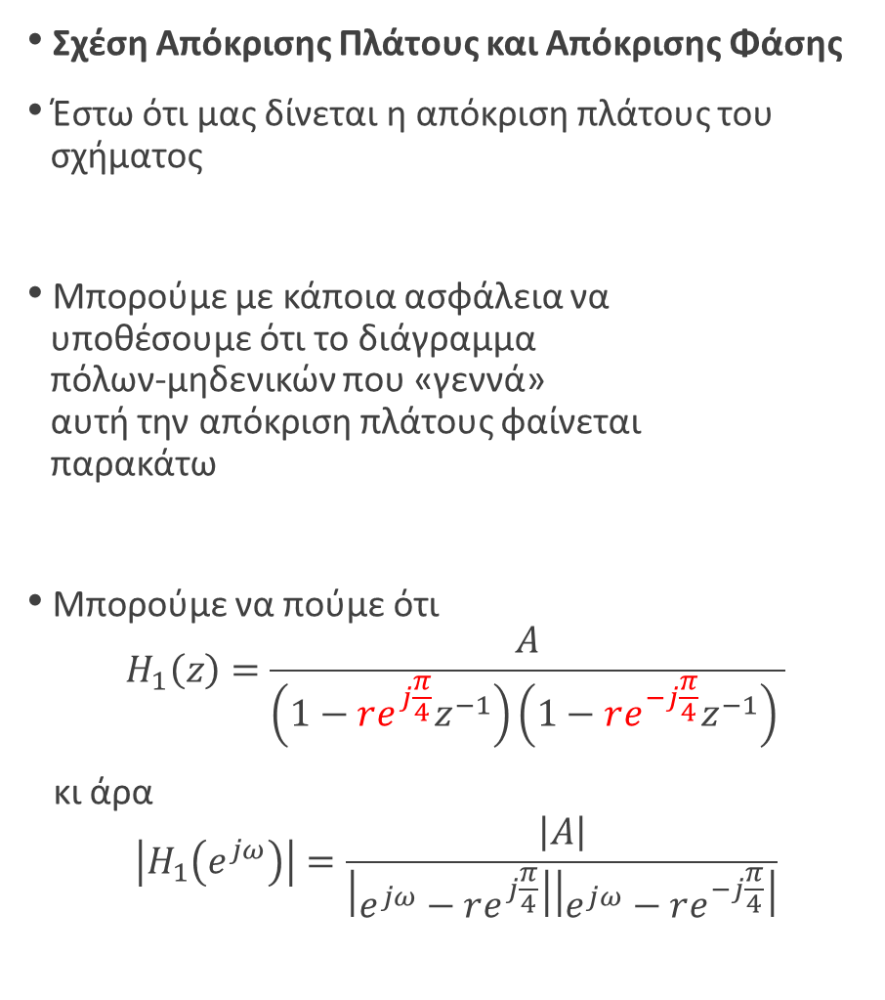 • Σχέση Απόκρισης Πλάτους και Απόκρισης Φάσης
• Έστω ότι μας δίνεται η απόκριση πλάτους του
σχήματος
• Μπορούμε με κάποια ασφάλεια να
υποθέσουμε ότι το διάγραμμα
πόλων-μηδενικών που «γεννά»
αυτή την απόκριση πλάτους φαίνεται
παρακάτω
• Μπορούμε να πούμε ότι
$H_1(z) = \frac{A}{\left(1 - re^{j\frac{\pi}{4}}z^{-1}\right)\left(1 - re^{-j\frac{\pi}{4}}z^{-1}\right)}$
κι άρα
$\left|H_1(e^{j\omega})\right| = \frac{|A|}{\left|e^{j\omega} - re^{j\frac{\pi}{4}}\right|\left|e^{j\omega} - re^{-j\frac{\pi}{4}}\right|}$